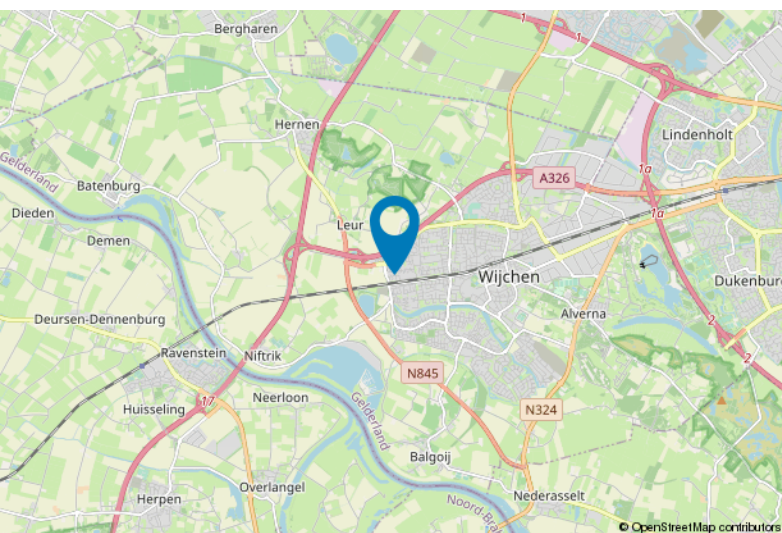 1
Bergharen
Hernen
Lindenholt
1a
A326
Gelderland
Batenburg
1a
Dieden
Leur
Demen
Wijchen
Dukenburg
Alverna
Deursen-Dennenburg
2
Ravenstein
Niftrik
2
N845
Neerloon
17
Huisseling
Gelderland
N324
Balgoij
Overlangel
Herpen
Nederasselt
Noord-Bra
© OpenStreetMap contributors